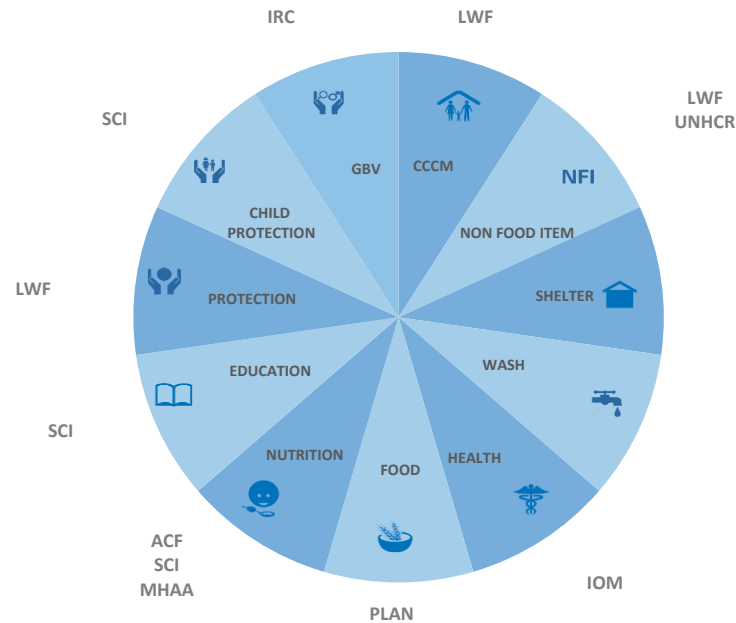 IRC
LWF
SCI
LWF
UNHCR
GBV
CCCM
NFI
CHILD
PROTECTION
NON FOOD ITEM
LWF
PROTECTION
SHELTER
EDUCATION
WASH
SCI
NUTRITION
FOOD
HEALTH
ACF
SCI
MHAA
IOM
PLAN